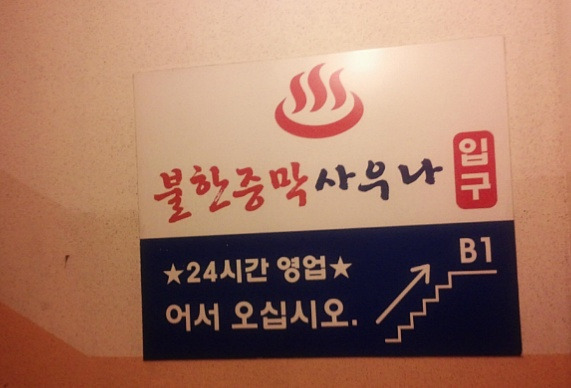 불한증막사우나
입구
★24시간 영업★
B1
어서 오십시오.